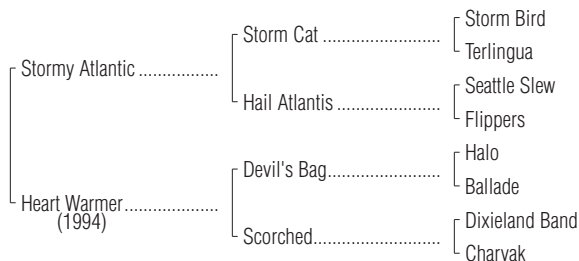 Storm Bird
Storm Cat ..........................
Terlingua
Stormy Atlantic .................
Seattle Slew
Hail Atlantis .......................
Flippers
Halo
Devil's Bag.........................
Ballade
Heart Warmer....................
(1994)
Dixieland Band
Scorched............................
Charvak